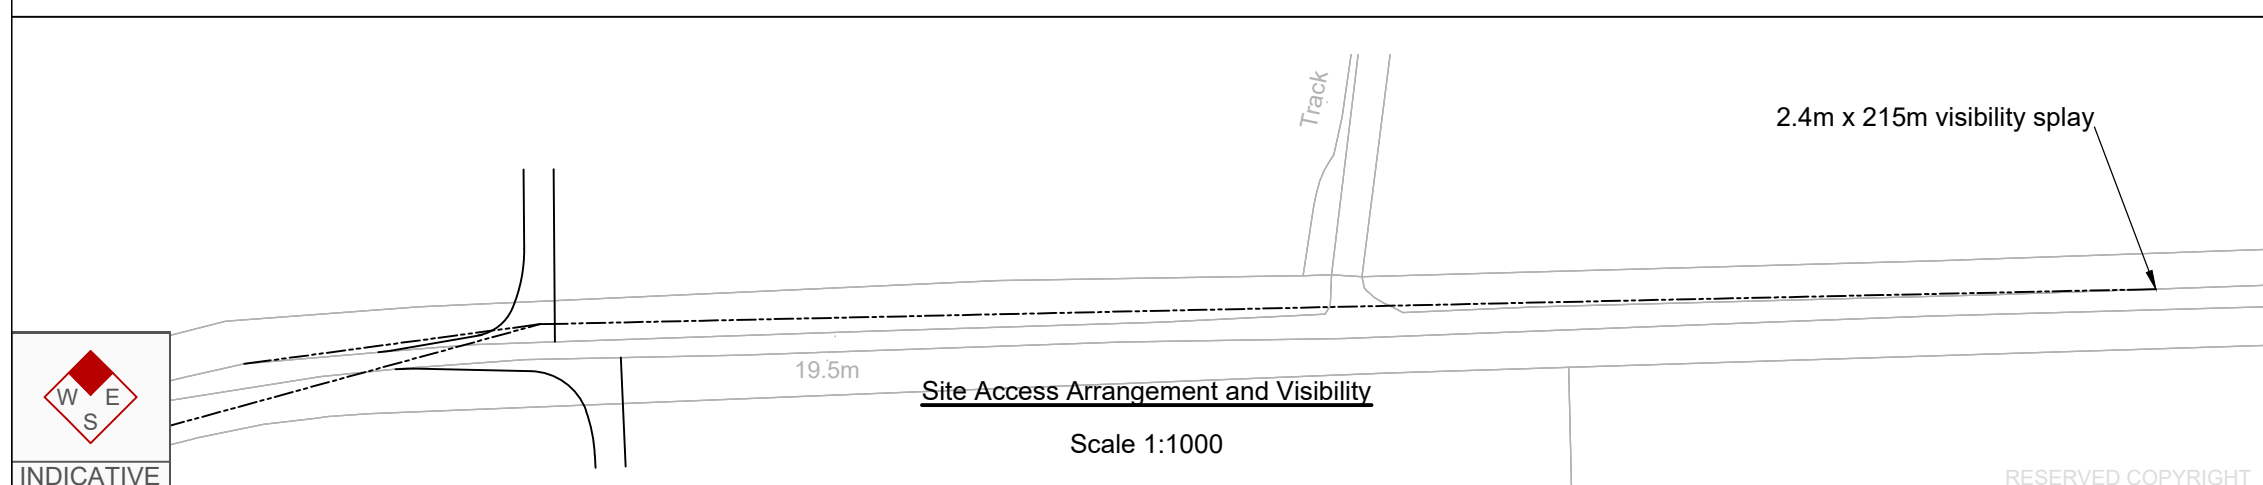 Track
2.4m x 215m visibility splay
19.5m
Site Access Arrangement and Visibility
Scale 1:1000
W E
S
INDICATIVE
RESERVED COPYRIGHT